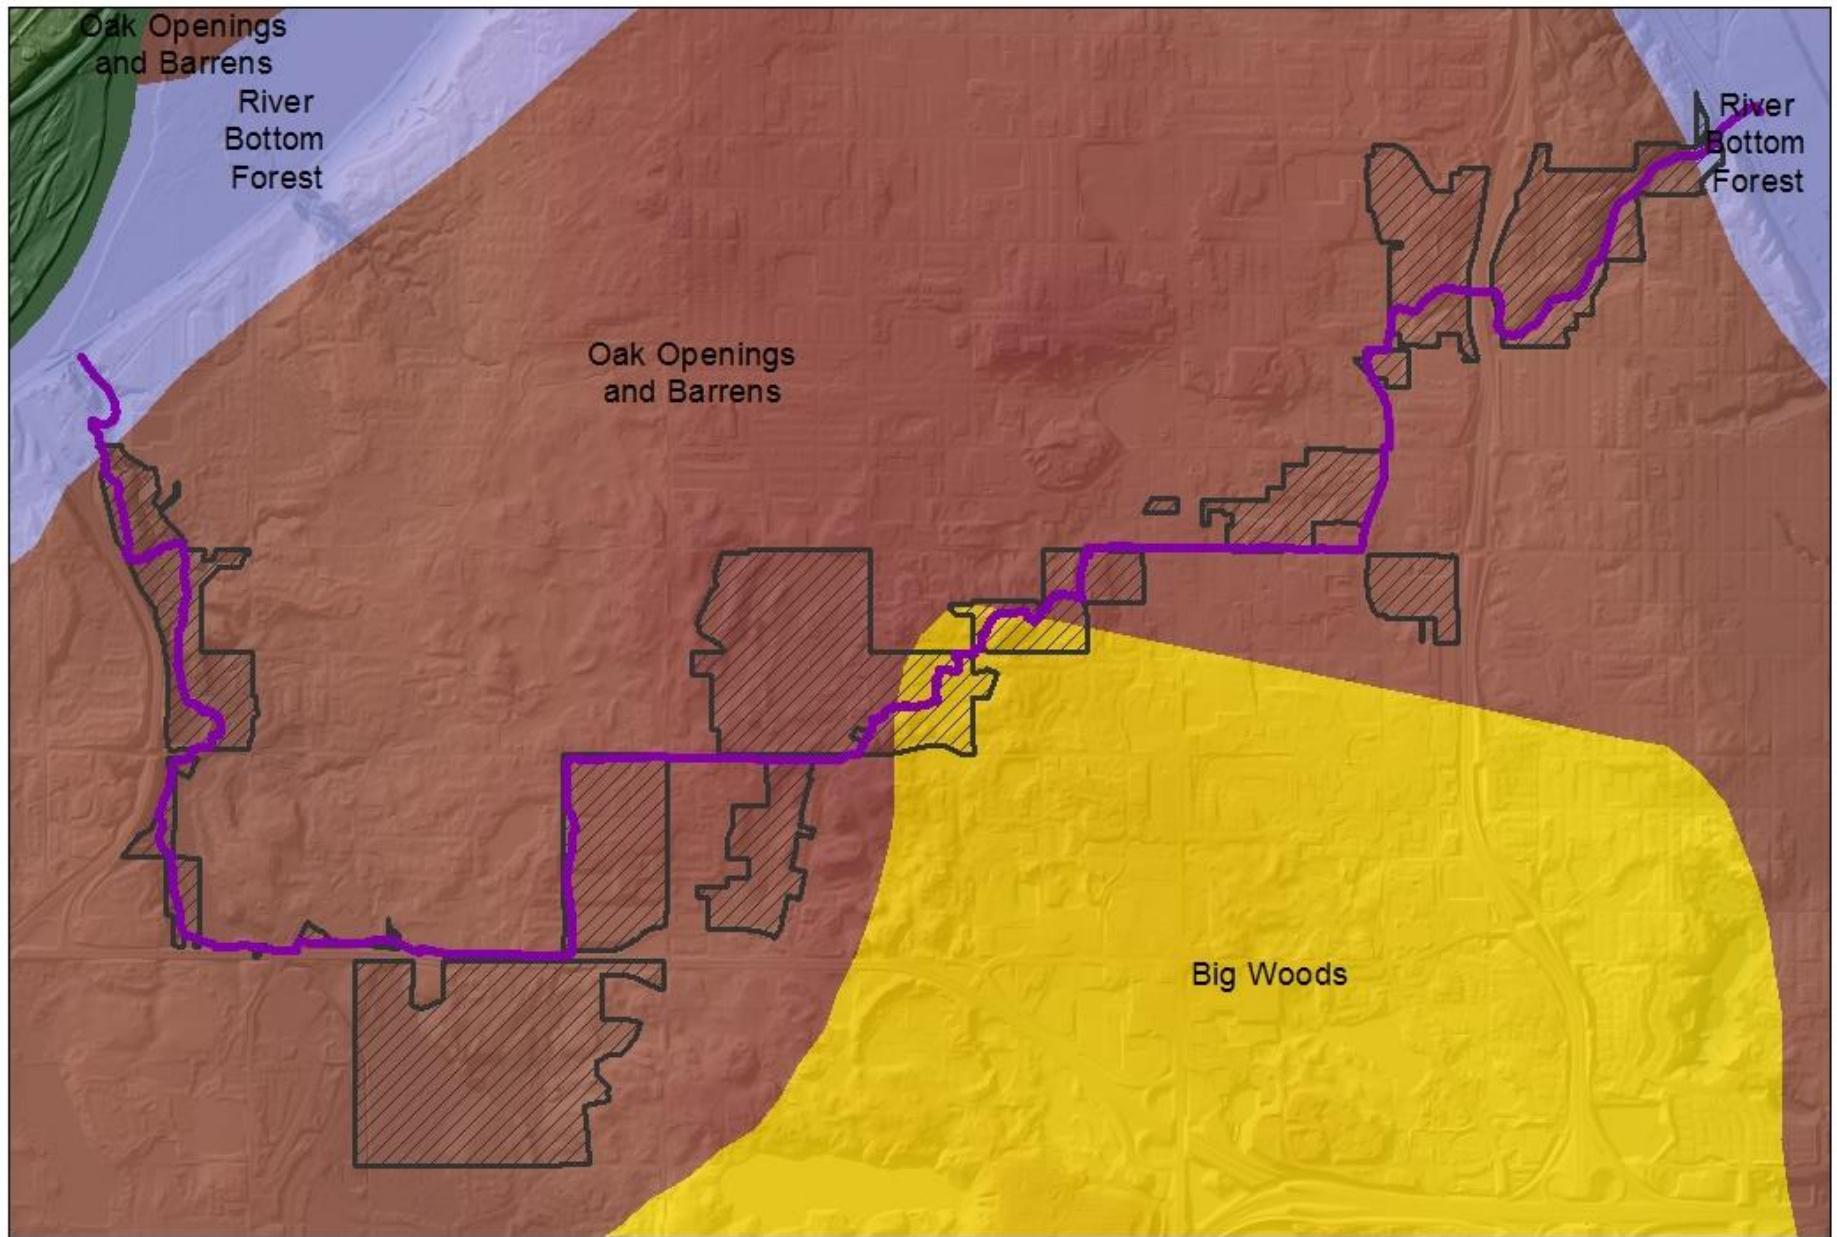 Oak Openings
and Barrens
River
Bottom
Forest
River
Bottom
Forest
Oak Openings
and Barrens
Big Woods